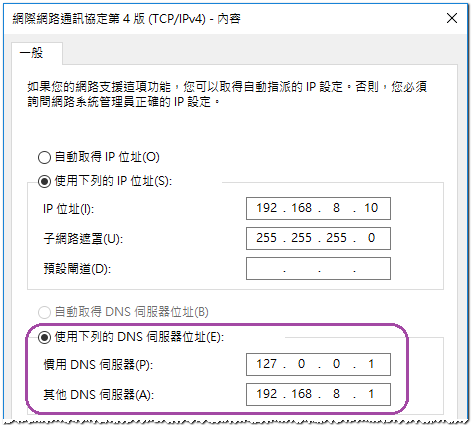 網際網路通訊協定第 4 版 (TCP/IPv4) - 內容
一般
如果您的網路支援這項功能，您可以取得自動指派的 IP 設定。否則，您必須
詢問網路系統管理員正確的 IP 設定。
自動取得 IP 位址(O)
使用下列的 IP 位址(S):
IP 位址(I): 192 . 168 . 8 . 10
子網路遮罩(U): 255 . 255 . 255 . 0
預設閘道(D): . . .
自動取得 DNS 伺服器位址(B)
使用下列的 DNS 伺服器位址(E):
慣用 DNS 伺服器(P): 127 . 0 . 0 . 1
其他 DNS 伺服器(A): 192 . 168 . 8 . 1